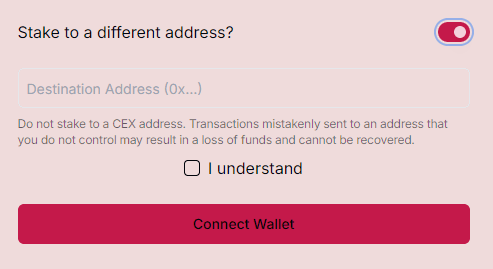 Stake to a different address?
Destination Address (0x...)
Do not stake to a CEX address. Transactions mistakenly sent to an address that
you do not control may result in a loss of funds and cannot be recovered.
I understand
Connect Wallet